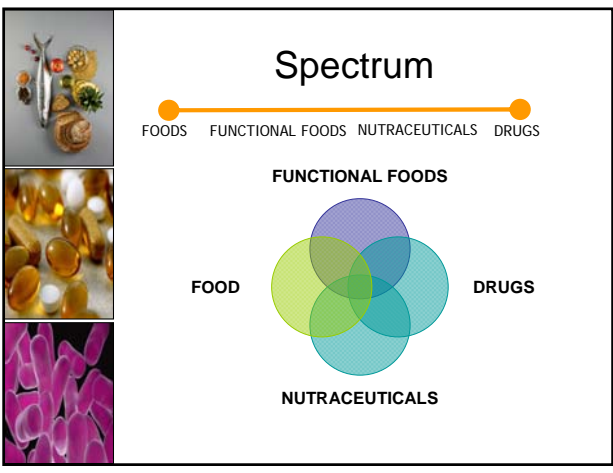 Spectrum
FOODS FUNCTIONAL FOODS NUTRACEUTICALS DRUGS
FUNCTIONAL FOODS
FOOD DRUGS
NUTRACEUTICALS